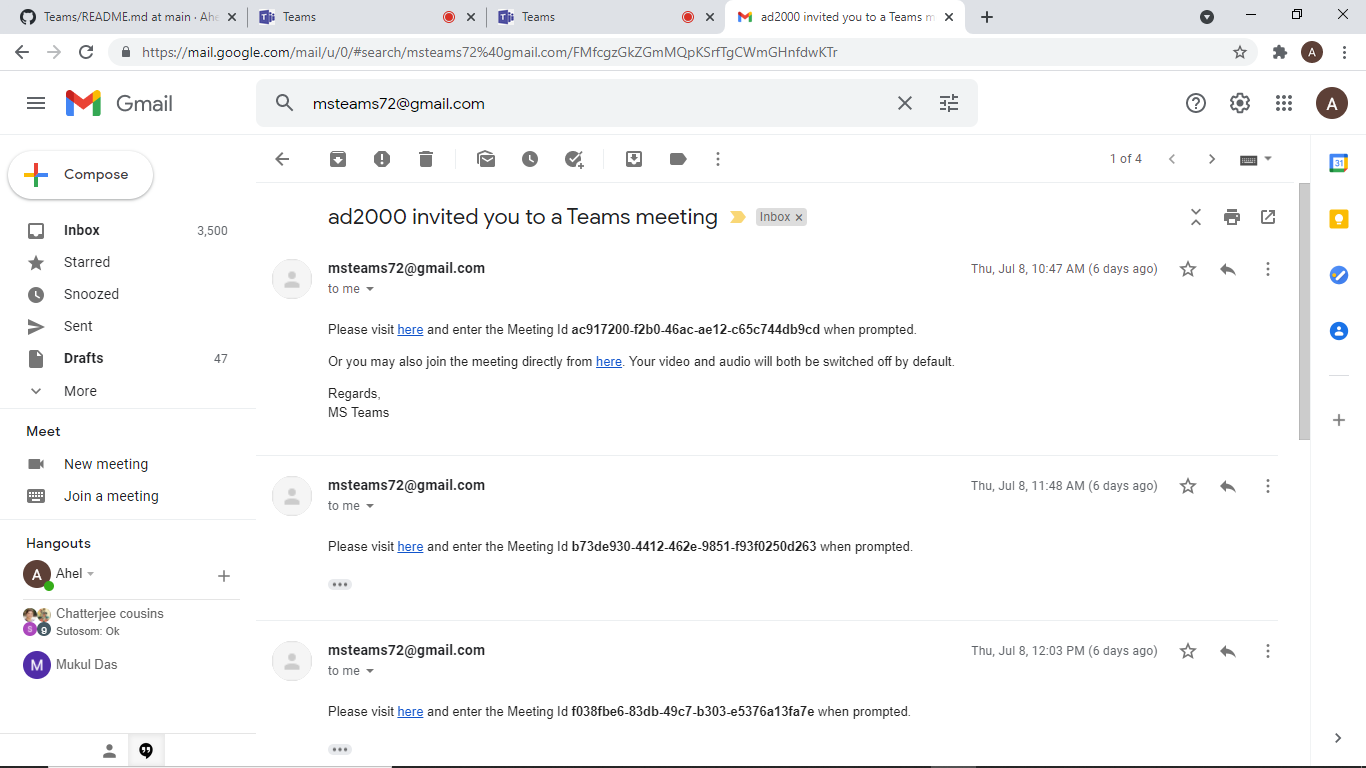 Teams/README.md at main · Ahe
Teams
Teams
ad2000 invited you to a Teams m
https://mail.google.com/mail/u/0/#search/msteams72%40gmail.com/FMfcgzGkZGmMQpKSrfTgCWmGHnfdwKTr
A
Gmail
msteams72@gmail.com
A
Compose
1 of 4
31
ad2000 invited you to a Teams meeting
Inbox ×
Inbox 3,500
Starred
Snoozed
Sent
Drafts 47
More
msteams72@gmail.com
Thu, Jul 8, 10:47 AM (6 days ago)
to me
Please visit here and enter the Meeting Id ac917200-f2b0-46ac-ae12-c65c744db9cd when prompted.
Or you may also join the meeting directly from here. Your video and audio will both be switched off by default.
Regards,
MS Teams
Meet
New meeting
Join a meeting
msteams72@gmail.com
Thu, Jul 8, 11:48 AM (6 days ago)
to me
Please visit here and enter the Meeting Id b73de930-4412-462e-9851-f93f0250d263 when prompted.
Hangouts
A
Ahel
S
g
Chatterjee cousins
Sutosom: Ok
M
Mukul Das
msteams72@gmail.com
Thu, Jul 8, 12:03 PM (6 days ago)
to me
Please visit here and enter the Meeting Id f038fbe6-83db-49c7-b303-e5376a13fa7e when prompted.